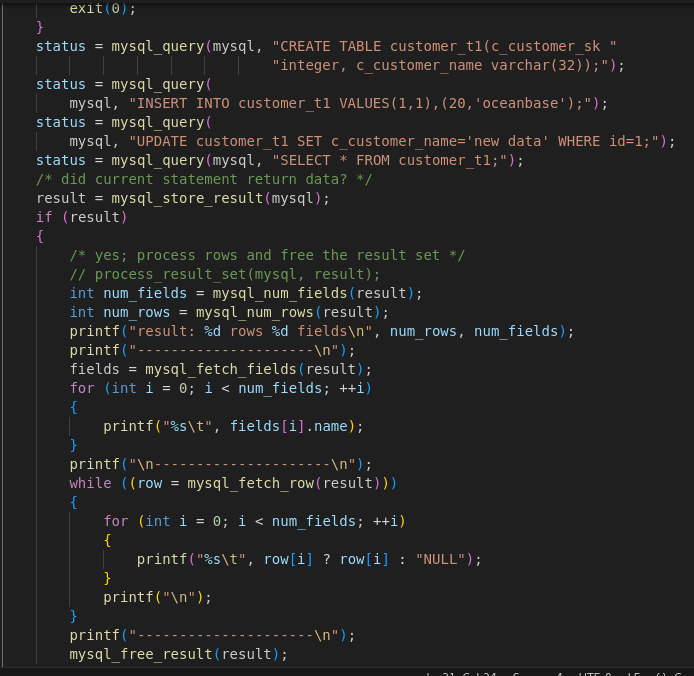 exit(0);
}
status = mysql_query(mysql, "CREATE TABLE customer_t1(c_customer_sk "
"integer, c_customer_name varchar(32));");
status = mysql_query(
mysql, "INSERT INTO customer_t1 VALUES(1,1),(20,'oceanbase');");
status = mysql_query(
mysql, "UPDATE customer_t1 SET c_customer_name='new data' WHERE id=1;");
status = mysql_query(mysql, "SELECT * FROM customer_t1;");
/* did current statement return data? */
result = mysql_store_result(mysql);
if (result)
{
/* yes; process rows and free the result set */
// process_result_set(mysql, result);
int num_fields = mysql_num_fields(result);
int num_rows = mysql_num_rows(result);
printf("result: %d rows %d fields\n", num_rows, num_fields);
printf("---------------------\n");
fields = mysql_fetch_fields(result);
for (int i = 0; i < num_fields; ++i)
{
printf("%s\t", fields[i].name);
}
printf("\n---------------------\n");
while ((row = mysql_fetch_row(result)))
{
for (int i = 0; i < num_fields; ++i)
{
printf("%s\t", row[i] ? row[i] : "NULL");
}
printf("\n");
}
printf("---------------------\n");
mysql_free_result(result);